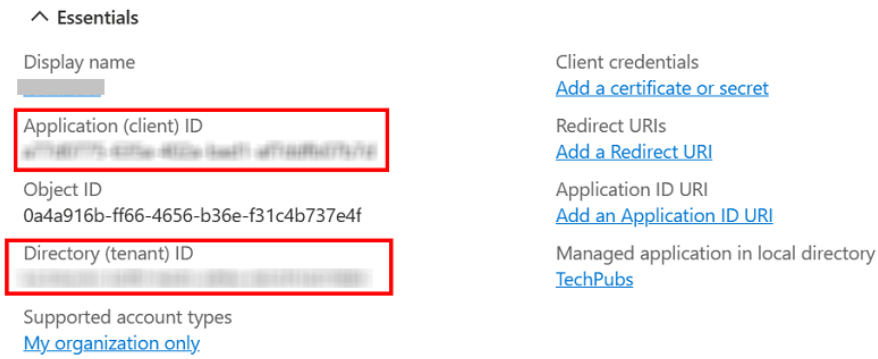 Essentials
Display name
Application (client) ID
Object ID
0a4a916b-ff66-4656-b36e-f31c4b737e4f
Directory (tenant) ID
Supported account types
My organization only
Client credentials
Add a certificate or secret
Redirect URIs
Add a Redirect URI
Application ID URI
Add an Application ID URI
Managed application in local directory
TechPubs